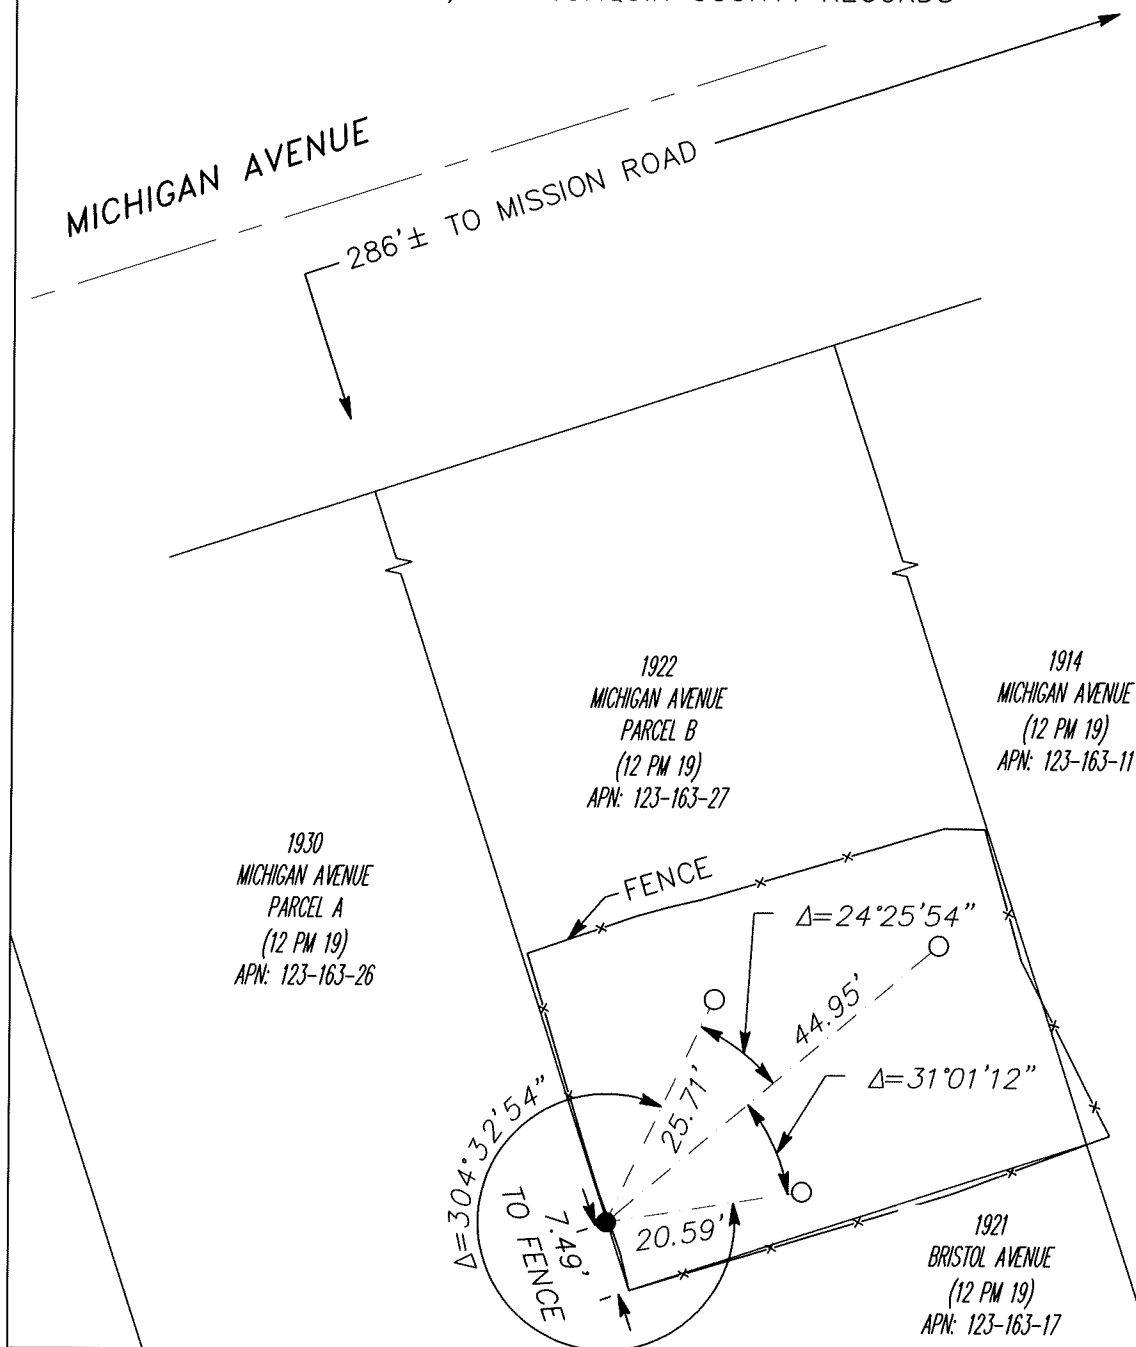 COUNTY RECORDS
MICHIGAN AVENUE
286'± TO MISSION ROAD
1922
MICHIGAN AVENUE
PARCEL B
(12 PM 19)
APN: 123-163-27
1914
MICHIGAN AVENUE
(12 PM 19)
APN: 123-163-11
1930
MICHIGAN AVENUE
PARCEL A
(12 PM 19)
APN: 123-163-26
FENCE
Δ=24°25'54"
44.95'
Δ=31°01'12"
25.71'
Δ=304°32'54"
7.49'
TO FENCE
20.59'
1921
BRISTOL AVENUE
(12 PM 19)
APN: 123-163-17